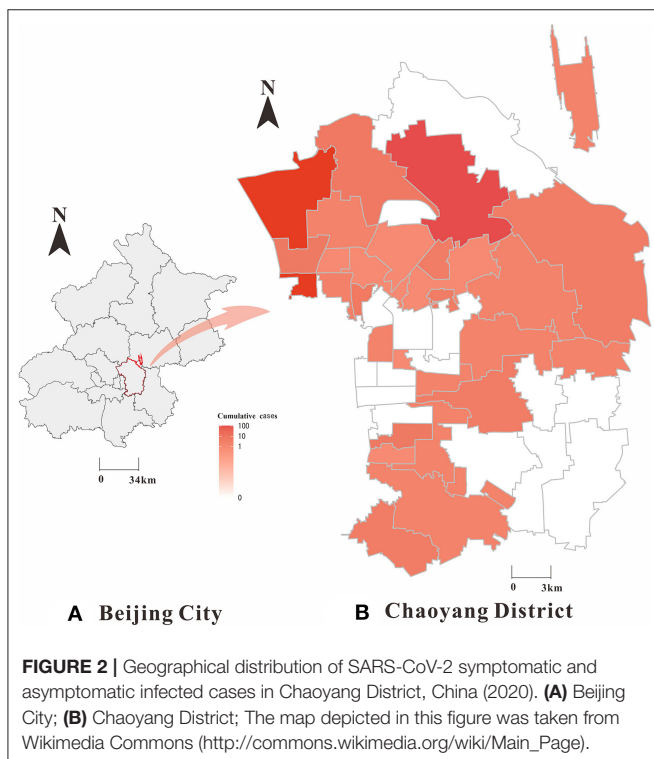 N
N
Cumulative cases
100
10
1
0
0 34km
0 3km
A Beijing City
B Chaoyang District
FIGURE 2 | Geographical distribution of SARS-CoV-2 symptomatic and
asymptomatic infected cases in Chaoyang District, China (2020). (A) Beijing
City; (B) Chaoyang District; The map depicted in this figure was taken from
Wikimedia Commons (http://commons.wikimedia.org/wiki/Main_Page).